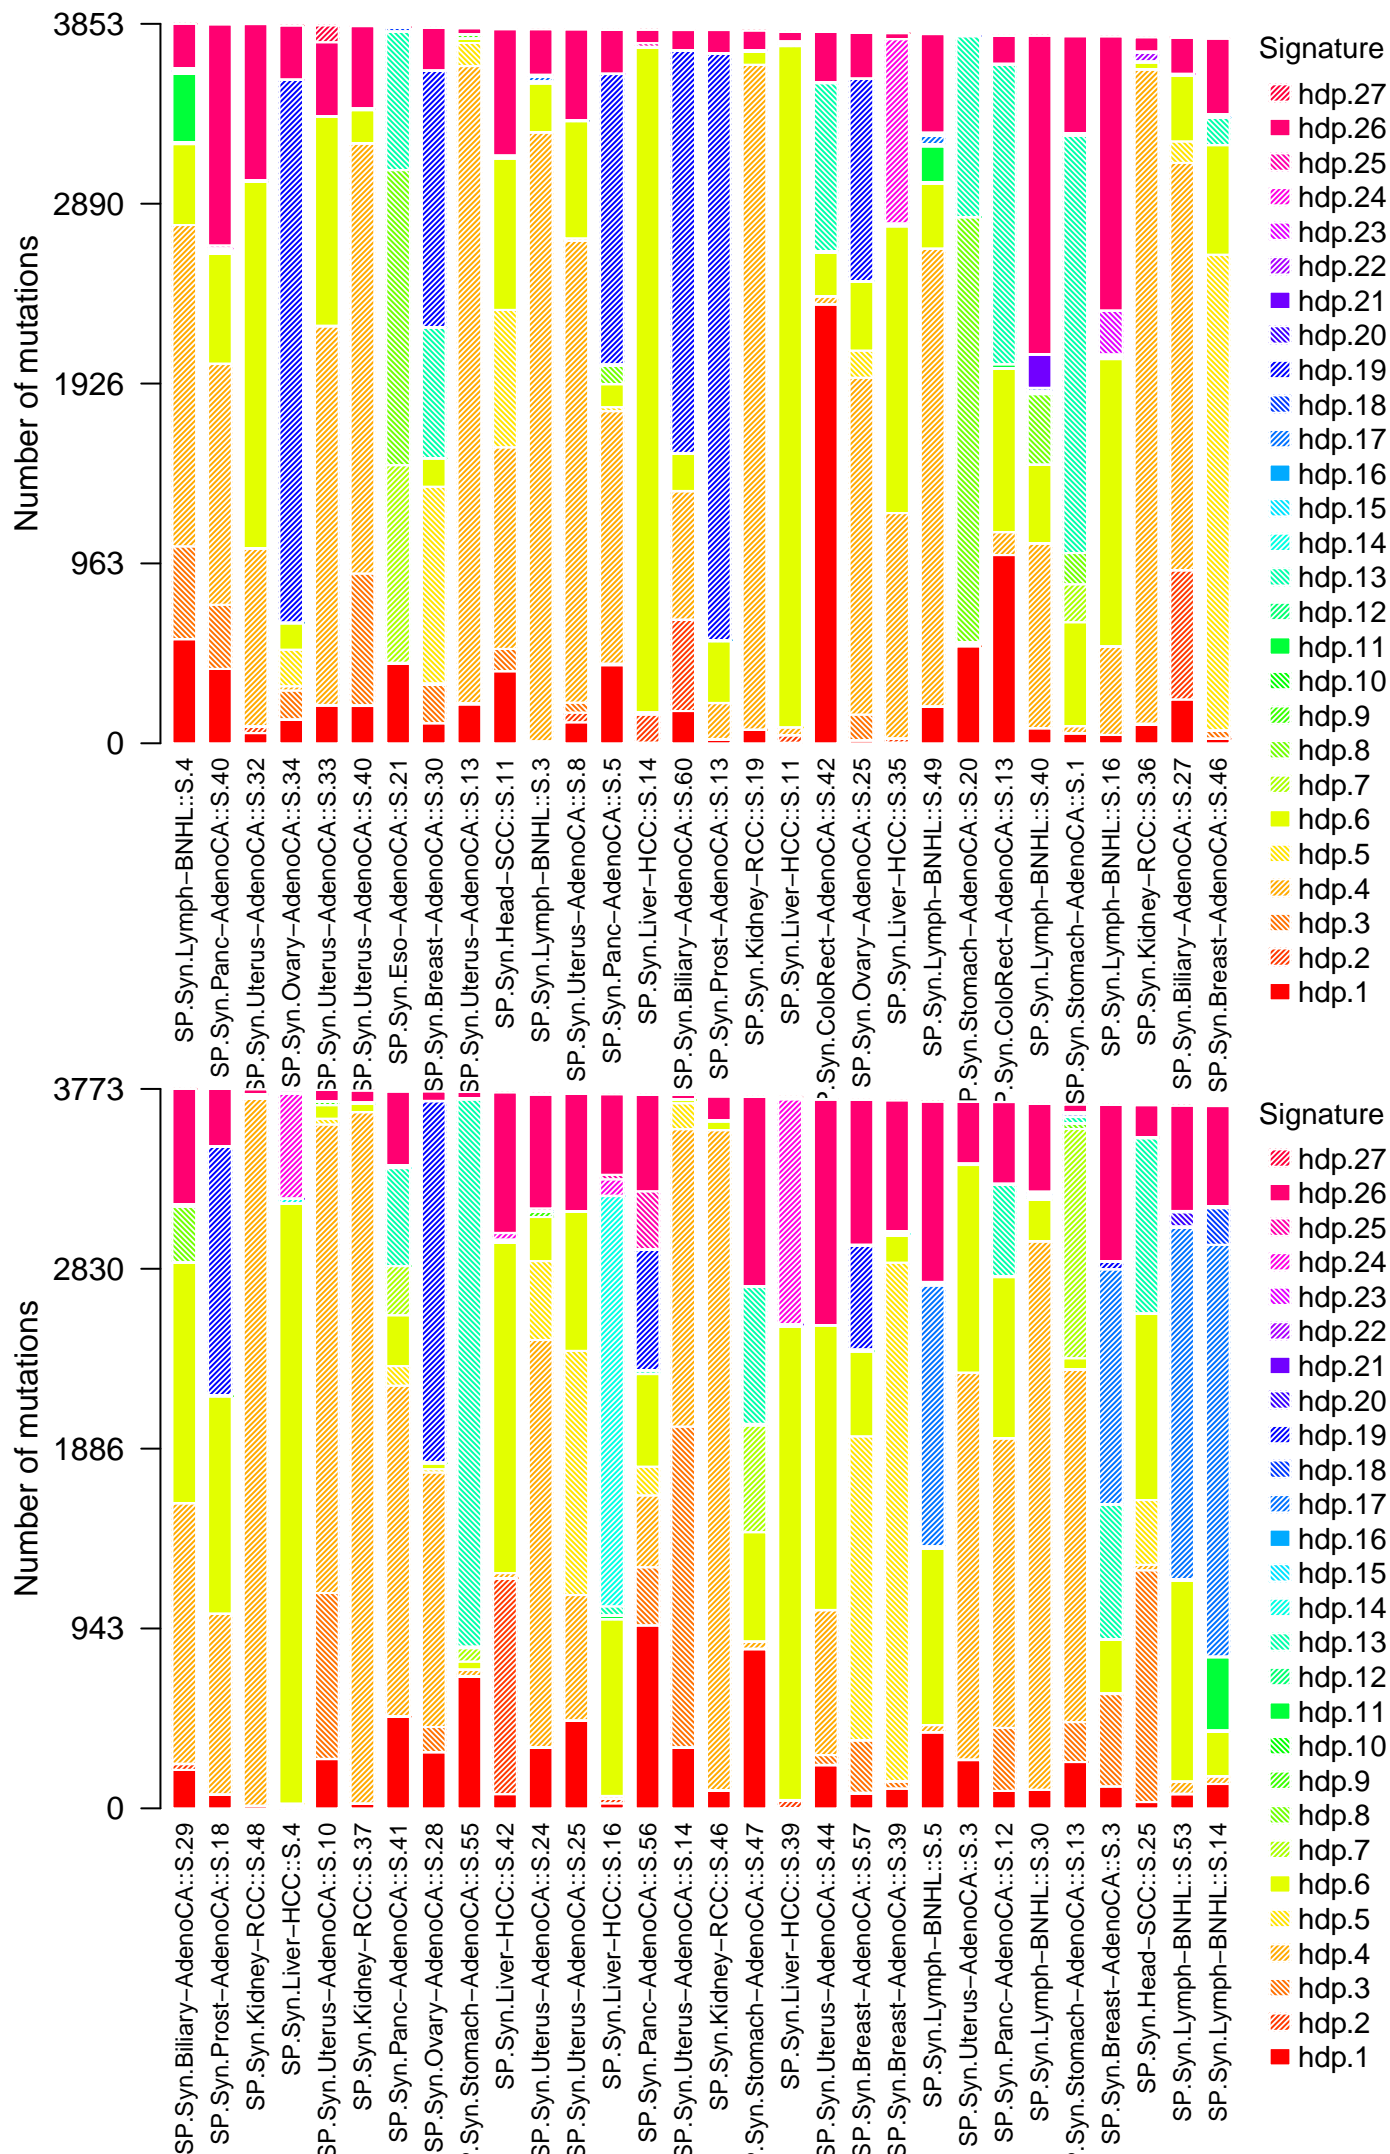 Number of mutations
3853
2890
1926
963
0
SP.Syn.Lymph−BNHL::S.4
SP.Syn.Panc−AdenoCA::S.40
SP.Syn.Uterus−AdenoCA::S.32
SP.Syn.Ovary−AdenoCA::S.34
SP.Syn.Uterus−AdenoCA::S.33
SP.Syn.Uterus−AdenoCA::S.40
SP.Syn.Eso−AdenoCA::S.21
SP.Syn.Breast−AdenoCA::S.30
SP.Syn.Uterus−AdenoCA::S.13
SP.Syn.Head−SCC::S.11
SP.Syn.Lymph−BNHL::S.3
SP.Syn.Uterus−AdenoCA::S.8
SP.Syn.Panc−AdenoCA::S.5
SP.Syn.Liver−HCC::S.14
SP.Syn.Biliary−AdenoCA::S.60
SP.Syn.Prost−AdenoCA::S.13
SP.Syn.Kidney−RCC::S.19
SP.Syn.Liver−HCC::S.11
P.Syn.ColoRect−AdenoCA::S.42
SP.Syn.Ovary−AdenoCA::S.25
SP.Syn.Liver−HCC::S.35
SP.Syn.Lymph−BNHL::S.49
P.Syn.Stomach−AdenoCA::S.20
P.Syn.ColoRect−AdenoCA::S.13
SP.Syn.Lymph−BNHL::S.40
SP.Syn.Stomach−AdenoCA::S.1
SP.Syn.Lymph−BNHL::S.16
SP.Syn.Kidney−RCC::S.36
SP.Syn.Biliary−AdenoCA::S.27
SP.Syn.Breast−AdenoCA::S.46
Signature
hdp.27
hdp.26
hdp.25
hdp.24
hdp.23
hdp.22
hdp.21
hdp.20
hdp.19
hdp.18
hdp.17
hdp.16
hdp.15
hdp.14
hdp.13
hdp.12
hdp.11
hdp.10
hdp.9
hdp.8
hdp.7
hdp.6
hdp.5
hdp.4
hdp.3
hdp.2
hdp.1
Number of mutations
3773
2830
1886
943
0
SP.Syn.Biliary−AdenoCA::S.29
SP.Syn.Prost−AdenoCA::S.18
SP.Syn.Kidney−RCC::S.48
SP.Syn.Liver−HCC::S.4
SP.Syn.Uterus−AdenoCA::S.10
SP.Syn.Kidney−RCC::S.37
SP.Syn.Panc−AdenoCA::S.41
SP.Syn.Ovary−AdenoCA::S.28
P.Syn.Stomach−AdenoCA::S.55
SP.Syn.Liver−HCC::S.42
SP.Syn.Uterus−AdenoCA::S.24
SP.Syn.Uterus−AdenoCA::S.25
SP.Syn.Liver−HCC::S.16
SP.Syn.Panc−AdenoCA::S.56
SP.Syn.Uterus−AdenoCA::S.14
SP.Syn.Kidney−RCC::S.46
P.Syn.Stomach−AdenoCA::S.47
SP.Syn.Liver−HCC::S.39
SP.Syn.Uterus−AdenoCA::S.44
SP.Syn.Breast−AdenoCA::S.57
SP.Syn.Breast−AdenoCA::S.39
SP.Syn.Lymph−BNHL::S.5
SP.Syn.Uterus−AdenoCA::S.3
SP.Syn.Panc−AdenoCA::S.12
SP.Syn.Lymph−BNHL::S.30
P.Syn.Stomach−AdenoCA::S.13
SP.Syn.Breast−AdenoCA::S.3
SP.Syn.Head−SCC::S.25
SP.Syn.Lymph−BNHL::S.53
SP.Syn.Lymph−BNHL::S.14
Signature
hdp.27
hdp.26
hdp.25
hdp.24
hdp.23
hdp.22
hdp.21
hdp.20
hdp.19
hdp.18
hdp.17
hdp.16
hdp.15
hdp.14
hdp.13
hdp.12
hdp.11
hdp.10
hdp.9
hdp.8
hdp.7
hdp.6
hdp.5
hdp.4
hdp.3
hdp.2
hdp.1